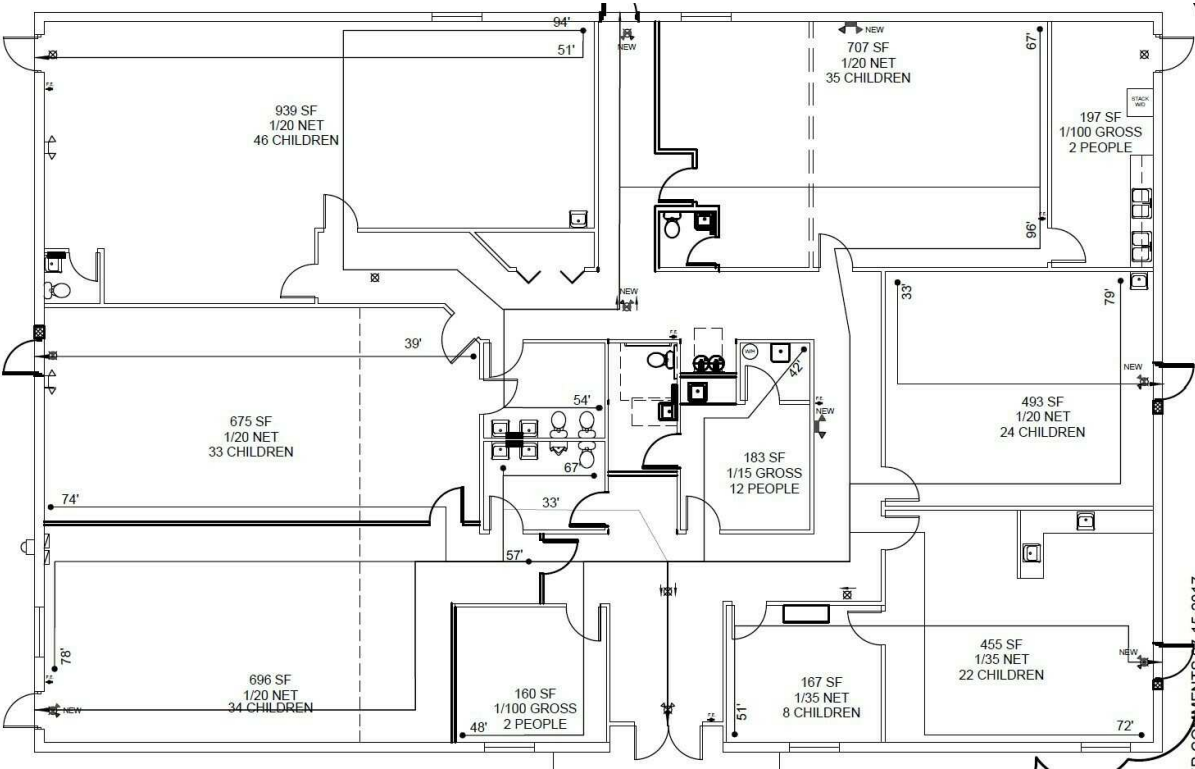 94'
51'
NEW
NEW
67'
707 SF
1/20 NET
35 CHILDREN
F.E.
939 SF
1/20 NET
46 CHILDREN
STACK
W/D
197 SF
1/100 GROSS
2 PEOPLE
F.E.
96'
33'
79'
NEW
F.E.
39'
W/H
42'
NEW
54'
493 SF
1/20 NET
24 CHILDREN
F.E.
NEW
675 SF
1/20 NET
33 CHILDREN
183 SF
1/15 GROSS
12 PEOPLE
67'
74'
33'
57'
78'
F.E.
696 SF
1/20 NET
34 CHILDREN
NEW
160 SF
1/100 GROSS
2 PEOPLE
48'
167 SF
1/35 NET
8 CHILDREN
F.E.
51'
455 SF
1/35 NET
22 CHILDREN
NEW
72'